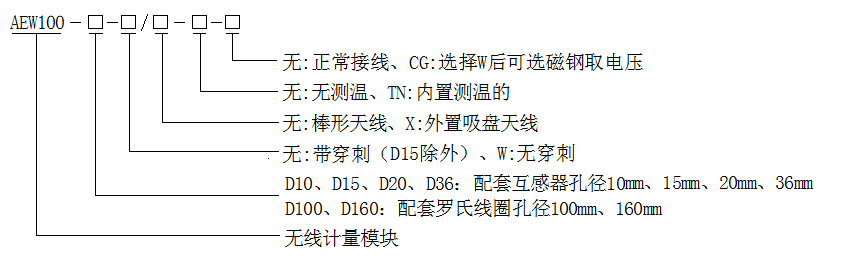 AEW100-□-□/□-□-□
无:正常接线、CG:选择W后可选磁钢取电压
无:无测温、TN:内置测温的
无:棒形天线、X:外置吸盘天线
无:带穿刺（D15除外）、W:无穿刺
D10、D15、D20、D36：配套互感器孔径10mm、15mm、20mm、36mm
D100、D160：配套罗氏线圈孔径100mm、160mm
无线计量模块